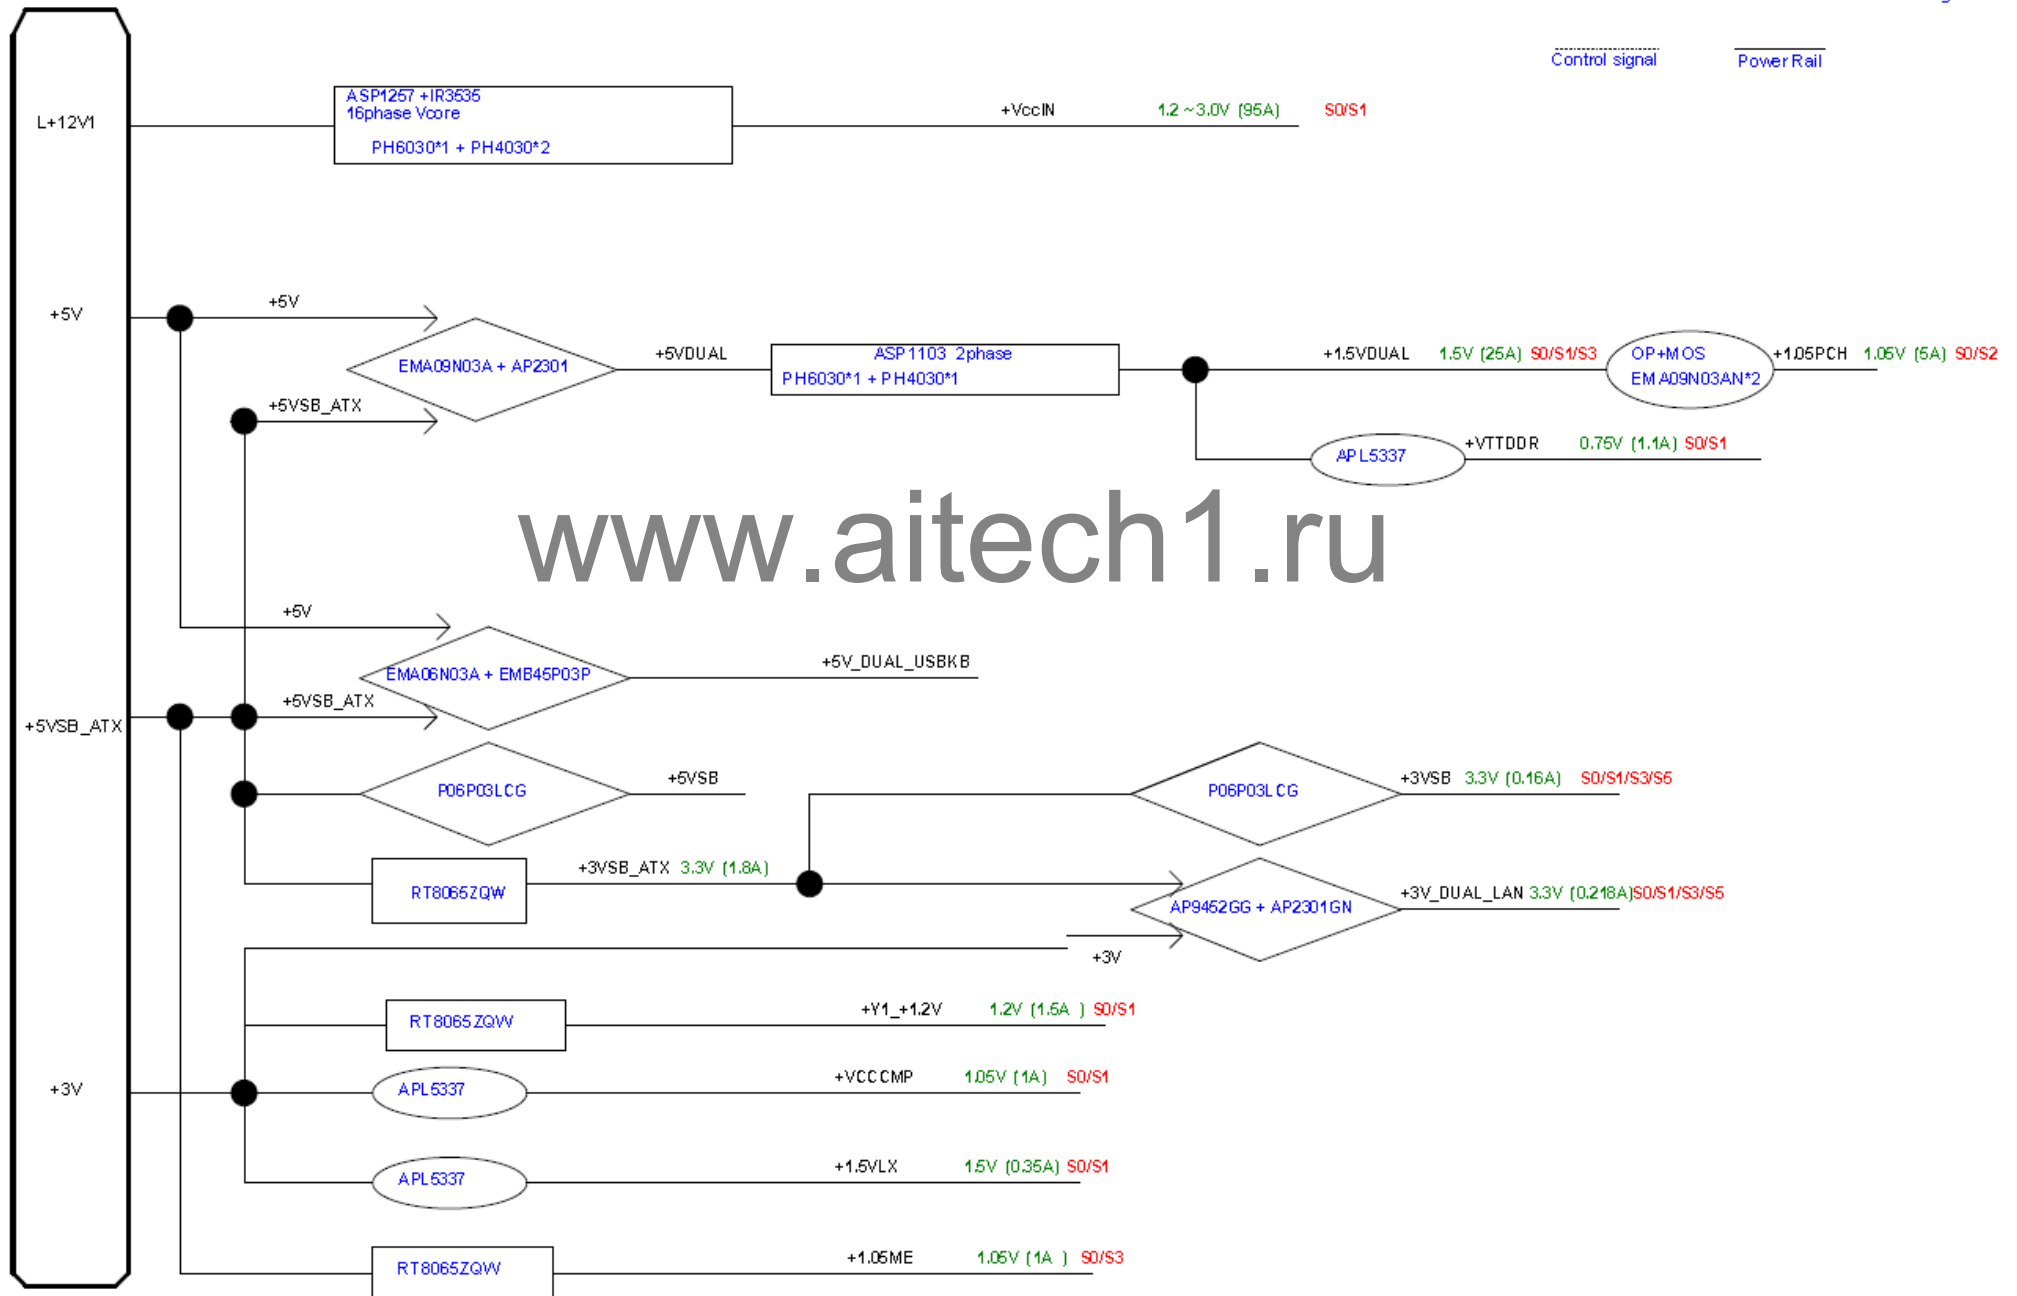 Control signal
Power Rail
L+12V1
ASP1257 +IR3535
16phase Vcore
PH6030*1 + PH4030*2
+VccIN
1.2 ~3.0V (95A)
S0/S1
+5V
+5V
EMA09N03A + AP2301
+5VSB_ATX
+5VDUAL
ASP1103 2phase
PH6030*1 + PH4030*1
+1.5VDUAL
1.5V (25A)
S0/S1/S3
OP+MOS
EMA09N03AN*2
+1.05PCH
1.05V (5A)
S0/S2
APL5337
+VTTDDR
0.75V (1.1A)
S0/S1
www.aitech1.ru
+5V
EMA06N03A + EMB45P03P
+5V_DUAL_USBKB
+5VSB_ATX
+5VSB_ATX
P06P03LCG
+5VSB
P06P03LCG
+3VSB
3.3V (0.16A)
S0/S1/S3/S5
RT8065ZQW
+3VSB_ATX
3.3V (1.8A)
AP9452GG + AP2301GN
+3V_DUAL_LAN
3.3V (0.218A)
S0/S1/S3/S5
+3V
RT8065ZQW
+Y1_+1.2V
1.2V (1.5A )
S0/S1
+3V
APL5337
+VCCCMP
1.05V (1A)
S0/S1
APL5337
+1.5VLX
1.5V (0.35A)
S0/S1
RT8065ZQW
+1.05ME
1.05V (1A )
S0/S3